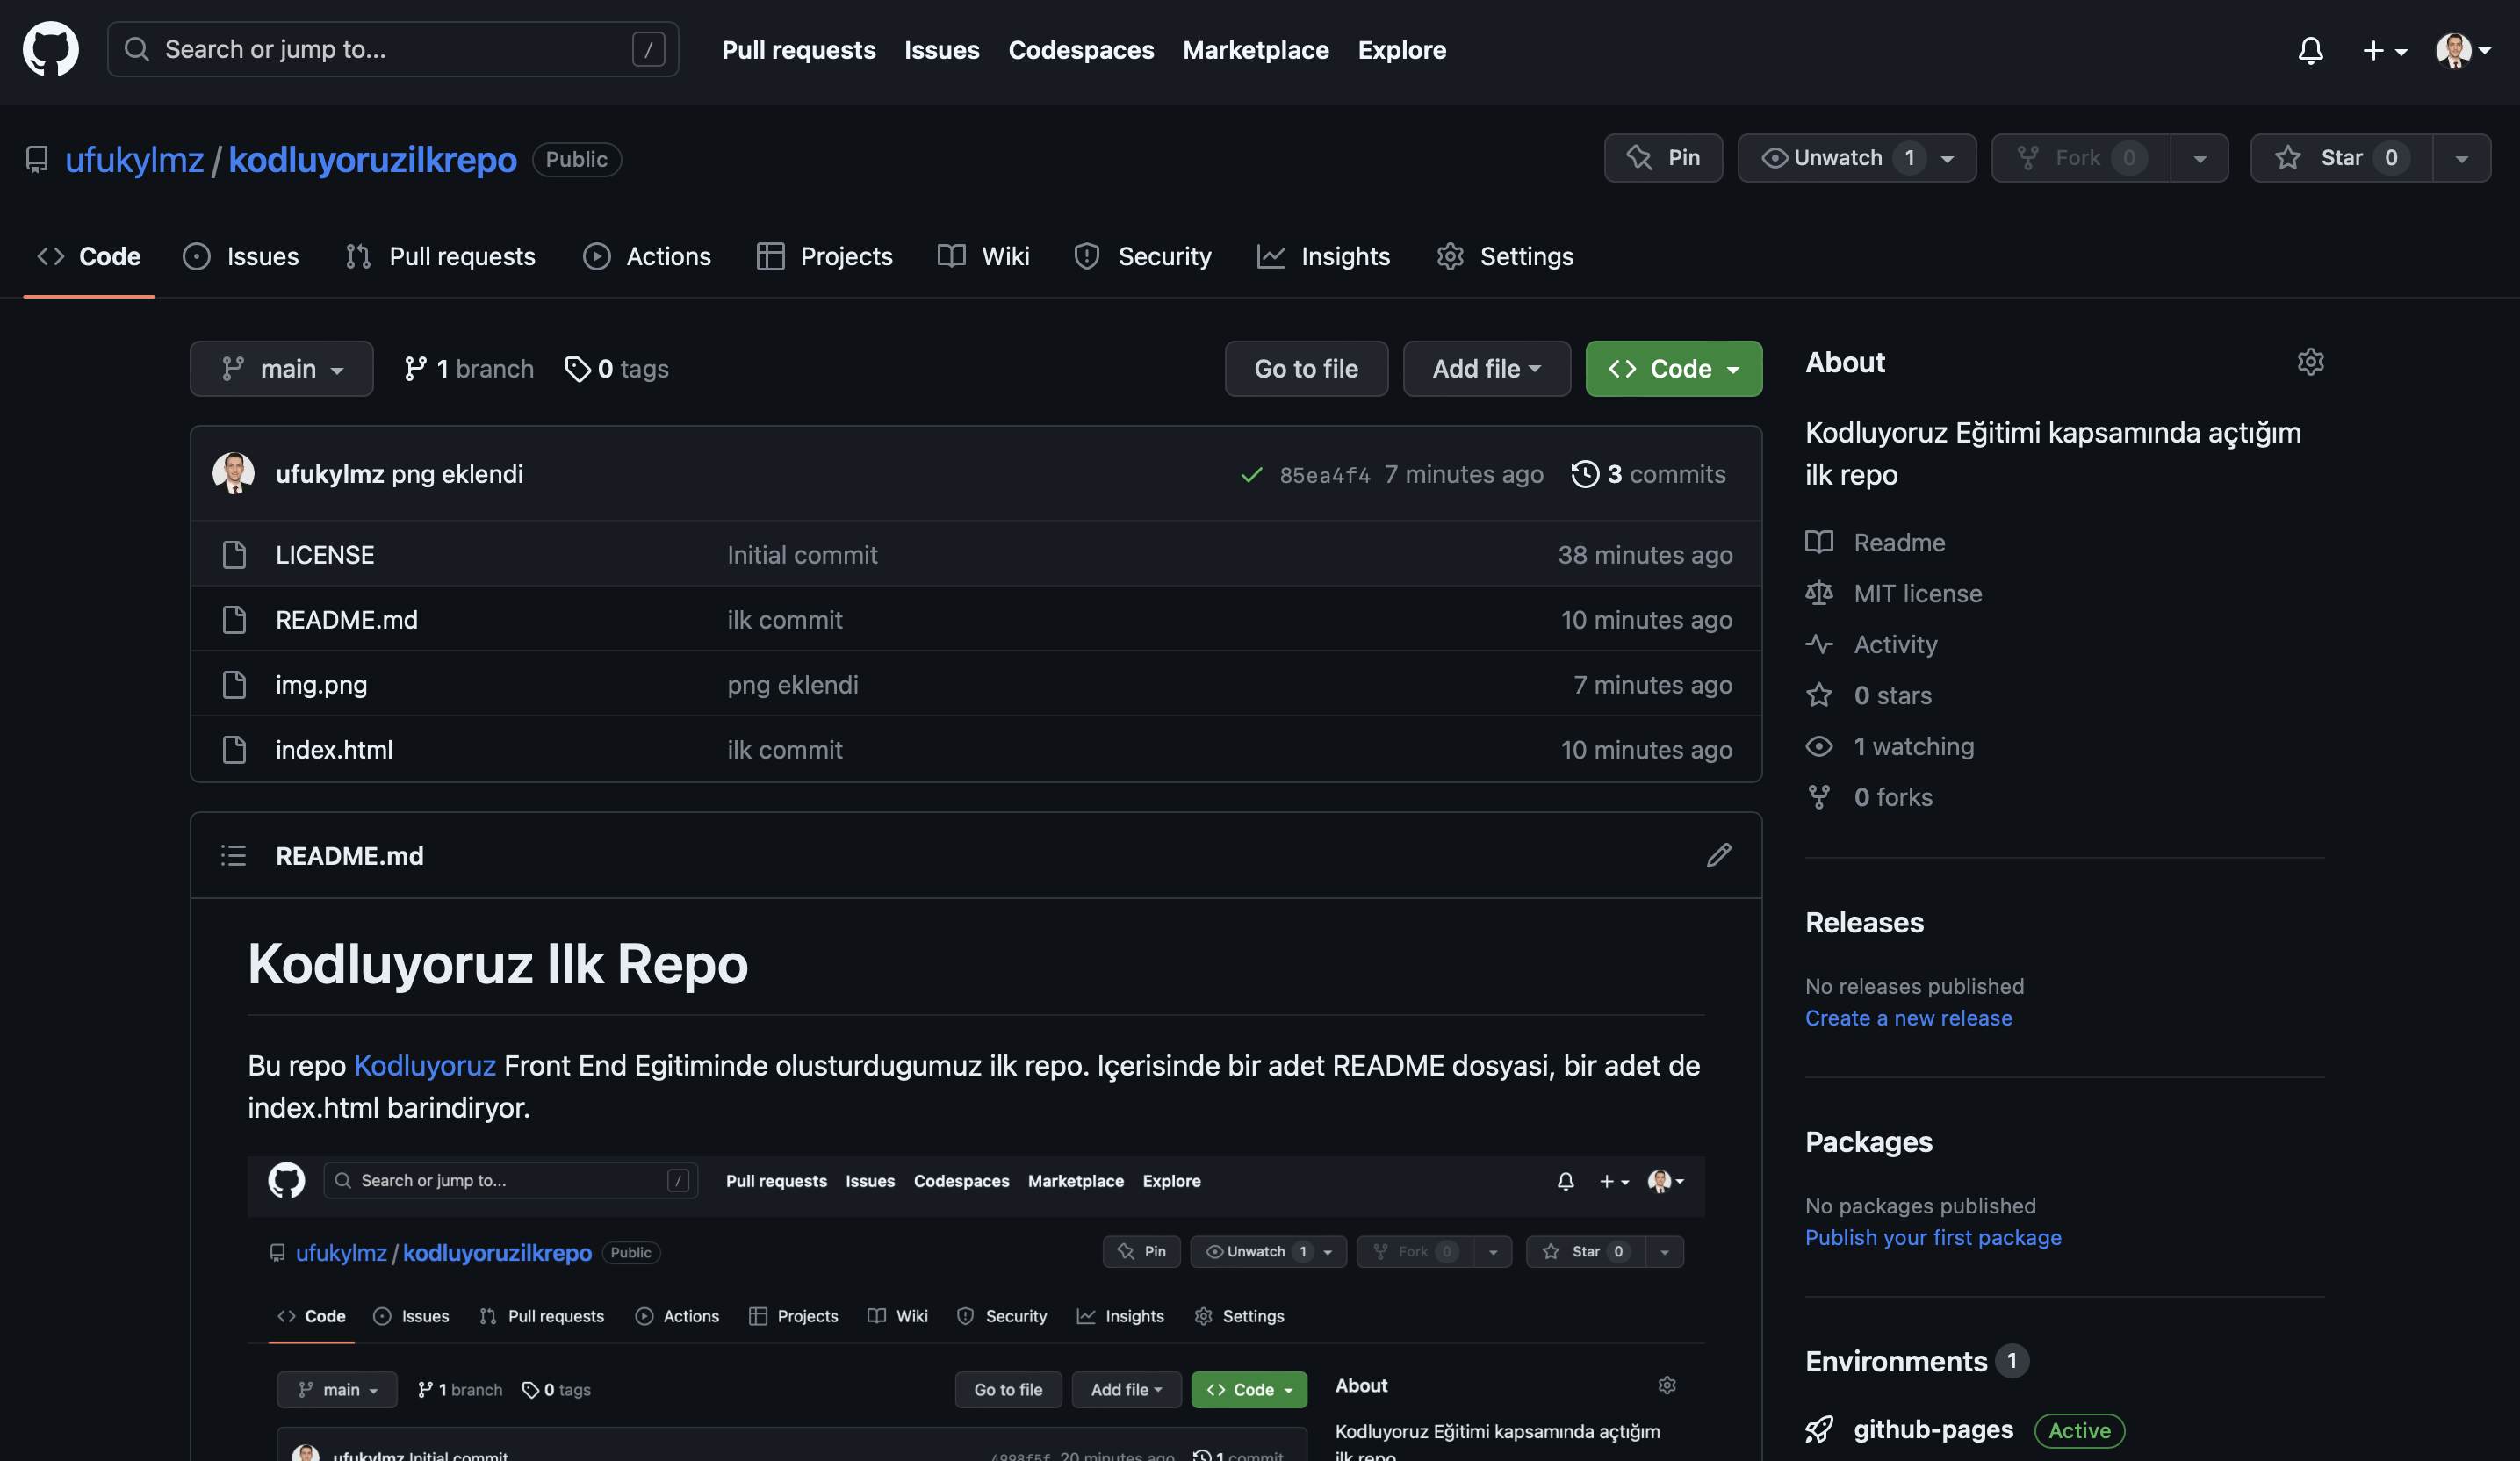 Search or jump to... / Pull requests Issues Codespaces Marketplace Explore
ufukylmz / kodluyoruzilkrepo Public Pin Unwatch 1 Fork 0 Star 0
Code Issues Pull requests Actions Projects Wiki Security Insights Settings
main 1 branch 0 tags Go to file Add file Code
ufukylmz png eklendi 85ea4f4 7 minutes ago 3 commits
LICENSE Initial commit 38 minutes ago
README.md ilk commit 10 minutes ago
img.png png eklendi 7 minutes ago
index.html ilk commit 10 minutes ago
README.md
Kodluyoruz Ilk Repo
Bu repo Kodluyoruz Front End Egitiminde olusturdugumuz ilk repo. Içerisinde bir adet README dosyasi, bir adet de
index.html barindiryor.
Search or jump to... / Pull requests Issues Codespaces Marketplace Explore
ufukylmz / kodluyoruzilkrepo Public Pin Unwatch 1 Fork 0 Star 0
Code Issues Pull requests Actions Projects Wiki Security Insights Settings
main 1 branch 0 tags Go to file Add file Code About
Kodluyoruz Eğitimi kapsamında açtığım
ufukylmz Initial commit 20 minutes ago 1 commit
ilk repo
About
Kodluyoruz Eğitimi kapsamında açtığım
ilk repo
Readme
MIT license
Activity
0 stars
1 watching
0 forks
Releases
No releases published
Create a new release
Packages
No packages published
Publish your first package
Environments 1
github-pages Active